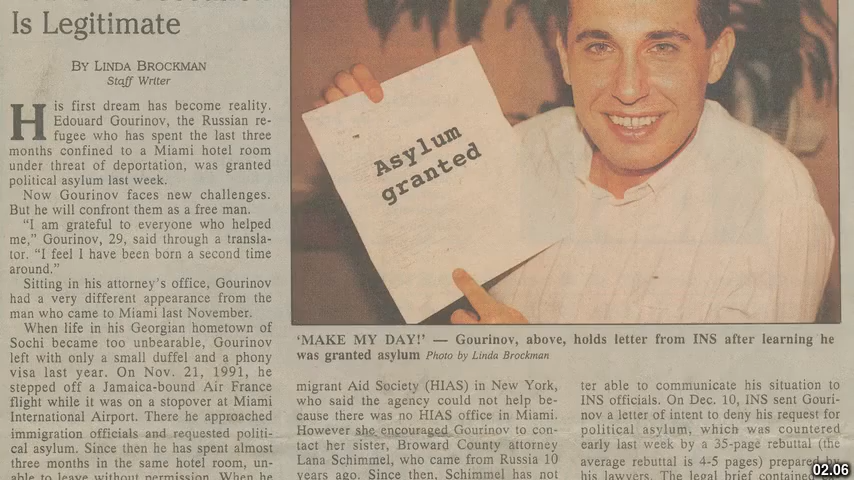 Is Legitimate
BY LINDA BROCKMAN
Staff Writer
His first dream has become reality.
Edouard Gourinov, the Russian re-
fugee who has spent the last three
months confined to a Miami hotel room
under threat of deportation, was granted
political asylum last week.
Now Gourinov faces new challenges.
But he will confront them as a free man.
“I am grateful to everyone who helped
me,” Gourinov, 29, said through a transla-
tor. “I feel I have been born a second time
around.”
Sitting in his attorney’s office, Gourinov
had a very different appearance from the
man who came to Miami last November.
When life in his Georgian hometown of
Sochi became too unbearable, Gourinov
left with only a small duffel and a phony
visa last year. On Nov. 21, 1991, he
stepped off a Jamaica-bound Air France
flight while it was on a stopover at Miami
International Airport. There he approached
immigration officials and requested politi-
cal asylum. Since then he has spent almost
three months in the same hotel room, un-
able to leave without permission. When he
Asylum
granted
‘MAKE MY DAY!’ — Gourinov, above, holds letter from INS after learning he
was granted asylum Photo by Linda Brockman
migrant Aid Society (HIAS) in New York,
who said the agency could not help be-
cause there was no HIAS office in Miami.
However she encouraged Gourinov to con-
tact her sister, Broward County attorney
Lana Schimmel, who came from Russia 10
years ago. Since then, Schimmel has not
ter able to communicate his situation to
INS officials. On Dec. 10, INS sent Gouri-
nov a letter of intent to deny his request for
political asylum, which was countered
early last week by a 35-page rebuttal (the
average rebuttal is 4-5 pages) prepared by
his lawyers. The legal brief contained
02.06